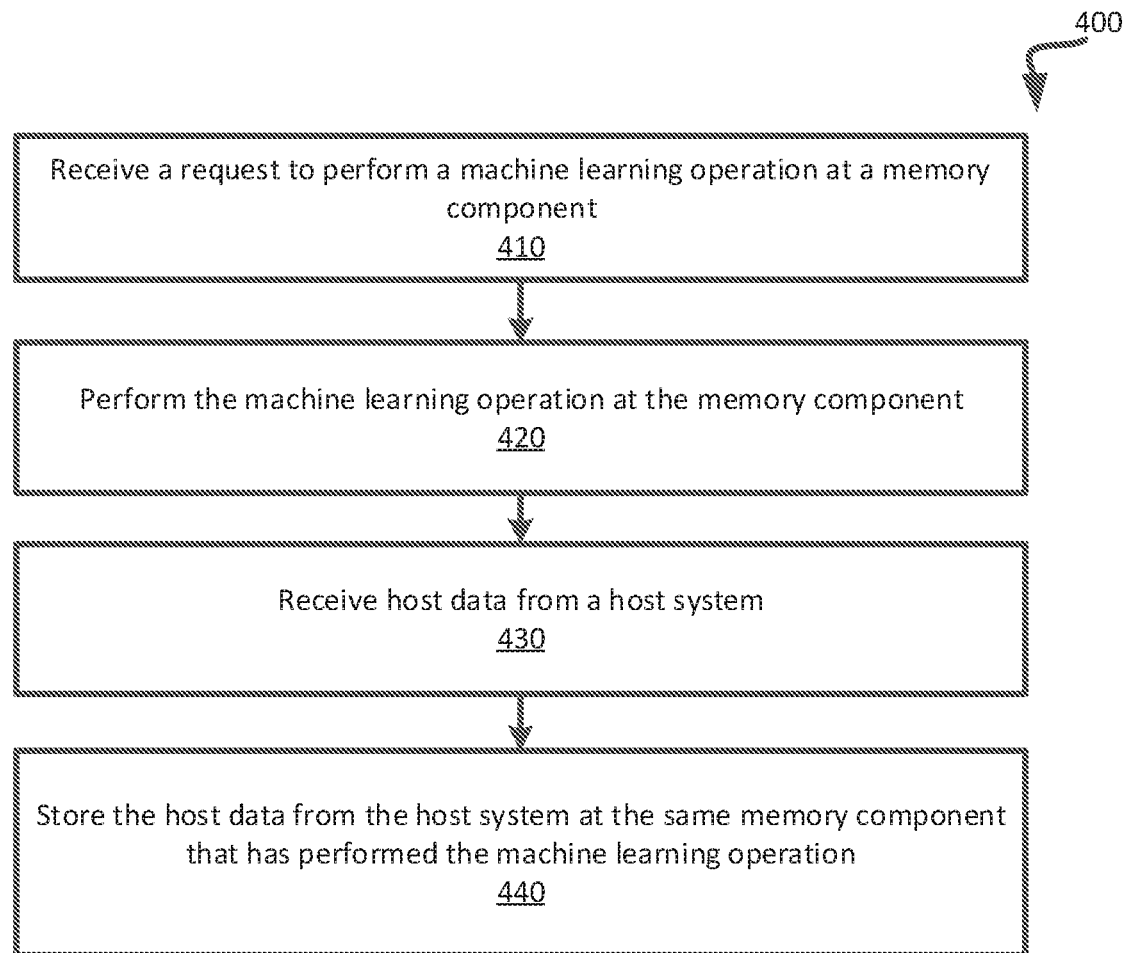 400
Receive a request to perform a machine learning operation at a memory
component
410
Perform the machine learning operation at the memory component
420
Receive host data from a host system
430
Store the host data from the host system at the same memory component
that has performed the machine learning operation
440